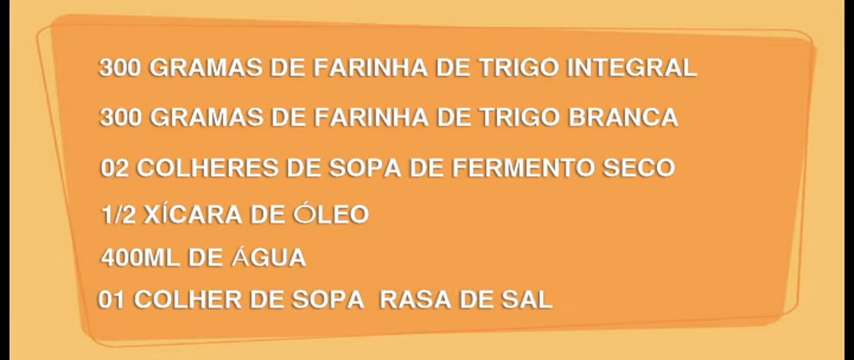 300 GRAMAS DE FARINHA DE TRIGO INTEGRAL
300 GRAMAS DE FARINHA DE TRIGO BRANCA
02 COLHERES DE SOPA DE FERMENTO SECO
1/2 XÍCARA DE ÓLEO
400ML DE ÁGUA
01 COLHER DE SOPA  RASA DE SAL